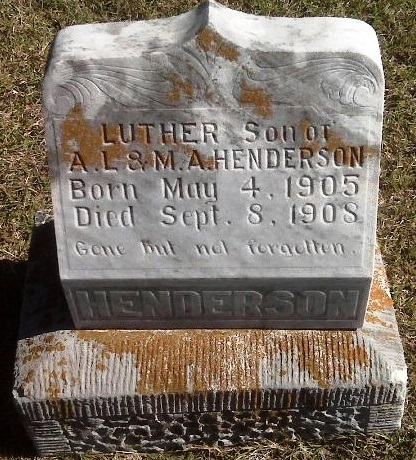 LUTHER Son of
A. L & M. A. HENDERSON
Born May 4. 1905
Died Sept. 8. 1908
Gone but not forgotten.
HENDERSON